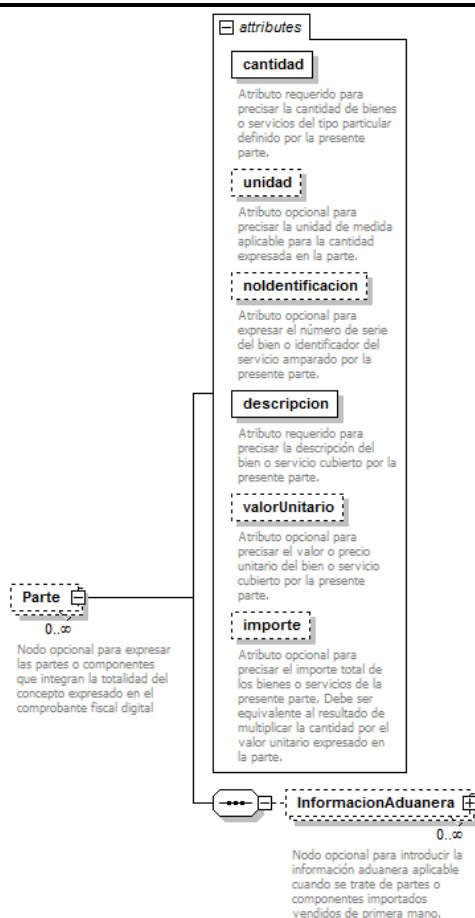 attributes
cantidad
Atributo requerido para
precisar la cantidad de bienes
o servicios del tipo particular
definido por la presente
parte.
unidad
Atributo opcional para
precisar la unidad de medida
aplicable para la cantidad
expresada en la parte.
noIdentificacion
Atributo opcional para
expresar el número de serie
del bien o identificador del
servicio amparado por la
presente parte.
descripcion
Atributo requerido para
precisar la descripción del
bien o servicio cubierto por la
presente parte.
valorUnitario
Atributo opcional para
precisar el valor o precio
unitario del bien o servicio
cubierto por la presente
parte.
importe
Atributo opcional para
precisar el importe total de
los bienes o servicios de la
presente parte. Debe ser
equivalente al resultado de
multiplicar la cantidad por el
valor unitario expresado en
la parte.
Parte
0..∞
Nodo opcional para expresar
las partes o componentes
que integran la totalidad del
concepto expresado en el
comprobante fiscal digital
InformacionAduanera
0..∞
Nodo opcional para introducir la
información aduanera aplicable
cuando se trate de partes o
componentes importados
vendidos de primera mano.